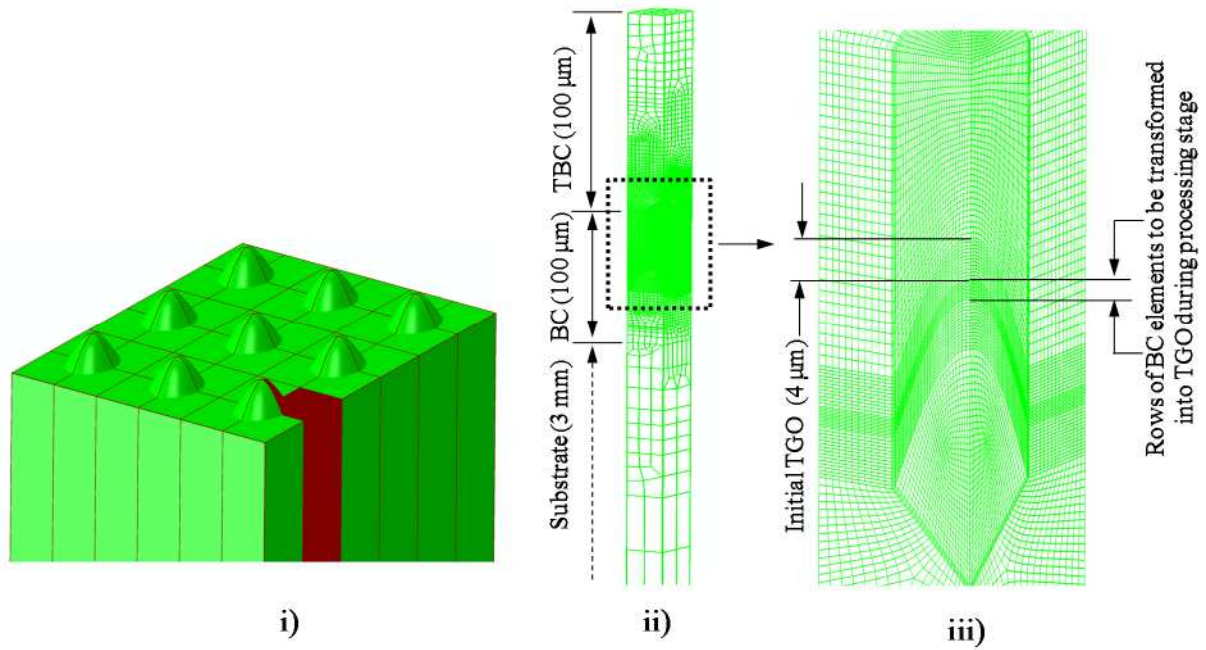 TBC (100 μm)
BC (100 μm)
Substrate (3 mm)
Initial TGO (4 μm)
Rows of BC elements to be transformed
into TGO during processing stage
i)
ii)
iii)